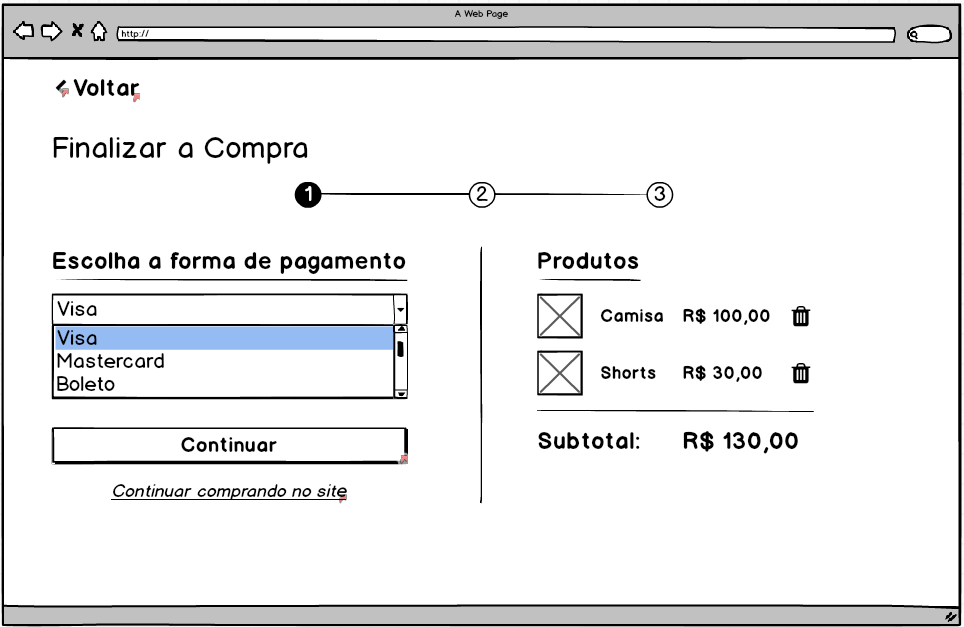 A Web Page
http://
Voltar
Finalizar a Compra
1 2 3
Escolha a forma de pagamento
Visa
Visa
Mastercard
Boleto
Continuar
Continuar comprando no site
Produtos
Camisa R$ 100,00
Shorts R$ 30,00
Subtotal: R$ 130,00